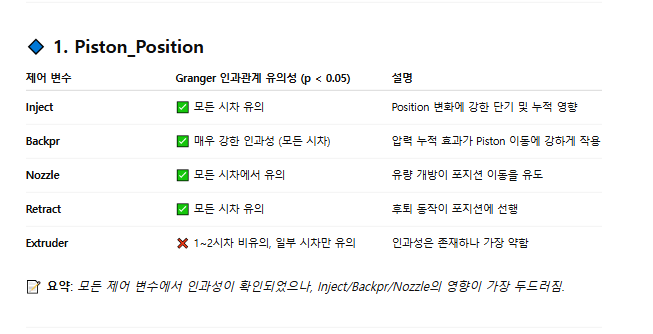 🔷 1. Piston_Position
제어 변수 Granger 인과관계 유의성 (p < 0.05) 설명
Inject ✅ 모든 시차 유의 Position 변화에 강한 단기 및 누적 영향
Backpr ✅ 매우 강한 인과성 (모든 시차) 압력 누적 효과가 Piston 이동에 강하게 작용
Nozzle ✅ 모든 시차에서 유의 유량 개방이 포지션 이동을 유도
Retract ✅ 모든 시차 유의 후퇴 동작이 포지션에 선행
Extruder ❌ 1~2시차 비유의, 일부 시차만 유의 인과성은 존재하나 가장 약함
📝 요약: 모든 제어 변수에서 인과성이 확인되었으나, Inject/Backpr/Nozzle의 영향이 가장 두드러짐.